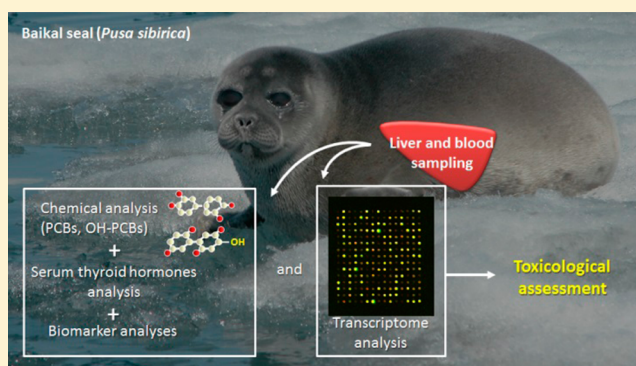 Baikal seal (Pusa sibirica)
Liver and blood
sampling
Chemical analysis
(PCBs, OH-PCBs)
OH
+
Serum thyroid hormones
analysis
+
Biomarker analyses
and
Transcriptome
analysis
Toxicological
assessment